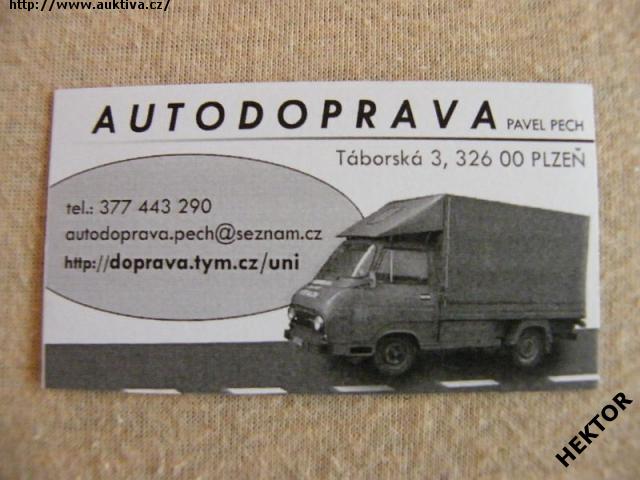 http://www.auktiva.cz/
AUTODOPRAVA PAVEL PECH
Táborská 3, 326 00 PLZEŇ
tel.: 377 443 290
autodoprava.pech@seznam.cz
http://doprava.tym.cz/uni
HEKTOR